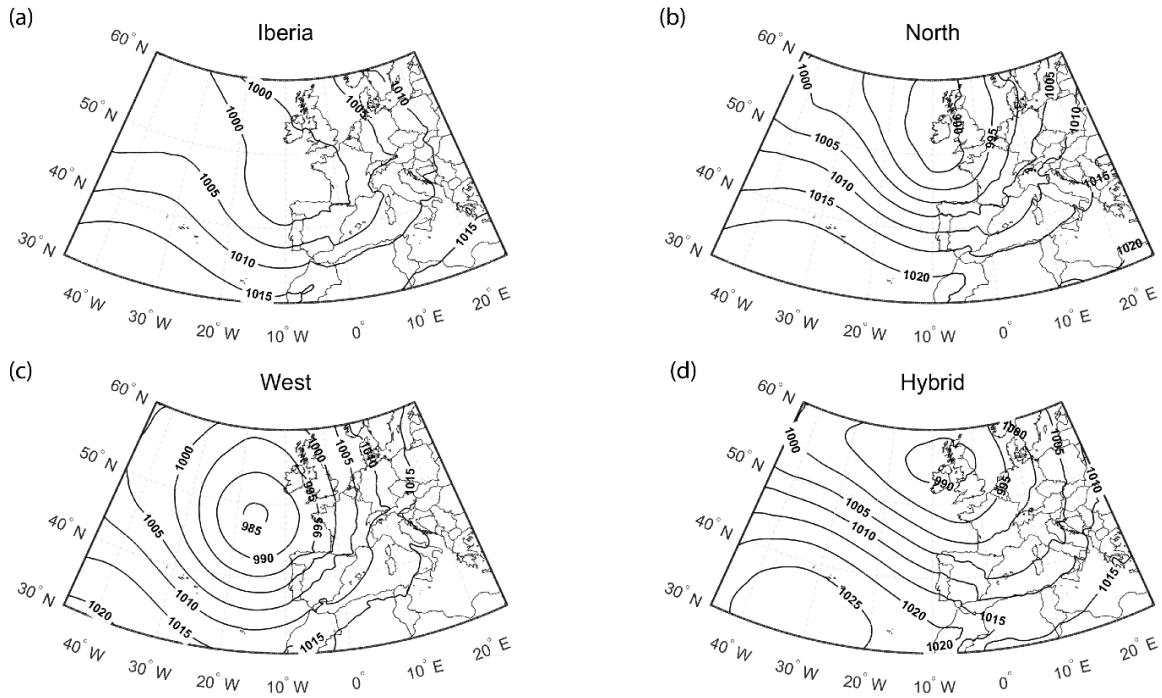 (a)
Iberia
60° N
50° N
40° N
30° N
40° W
30° W
20° W
10° W
0°
10° E
20° E
1000
1000
1005
1010
1005
1010
1015
1015
(b)
North
60° N
50° N
40° N
30° N
40° W
30° W
20° W
10° W
0°
10° E
20° E
1000
1005
1010
990
995
1005
1010
1015
1020
1020
(c)
West
60° N
50° N
40° N
30° N
40° W
30° W
20° W
10° W
0°
10° E
20° E
1000
1000
1005
1010
1015
995
995
985
990
1005
1010
1015
1020
1015
(d)
Hybrid
60° N
50° N
40° N
30° N
40° W
30° W
20° W
10° W
0°
10° E
20° E
1000
1000
1005
1010
990
995
1005
1010
1015
1025
1020
1015
1020